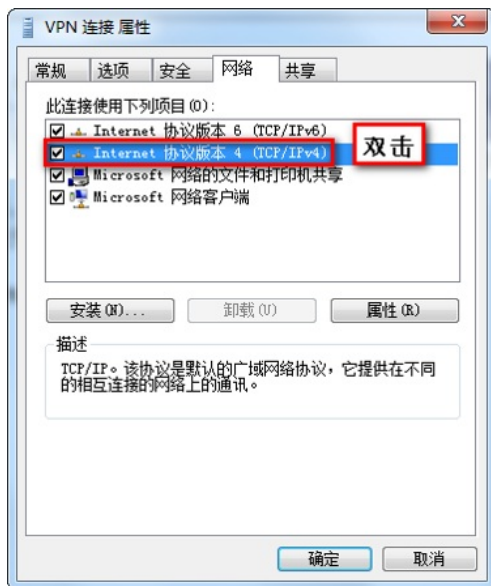 VPN 连接 属性
常规 选项 安全 网络 共享
此连接使用下列项目(O):
Internet 协议版本 6 (TCP/IPv6)
Internet 协议版本 4 (TCP/IPv4) 双击
Microsoft 网络的文件和打印机共享
Microsoft 网络客户端
安装(N)... 卸载(U) 属性(R)
描述
TCP/IP。该协议是默认的广域网络协议，它提供在不同
的相互连接的网络上的通讯。
确定 取消